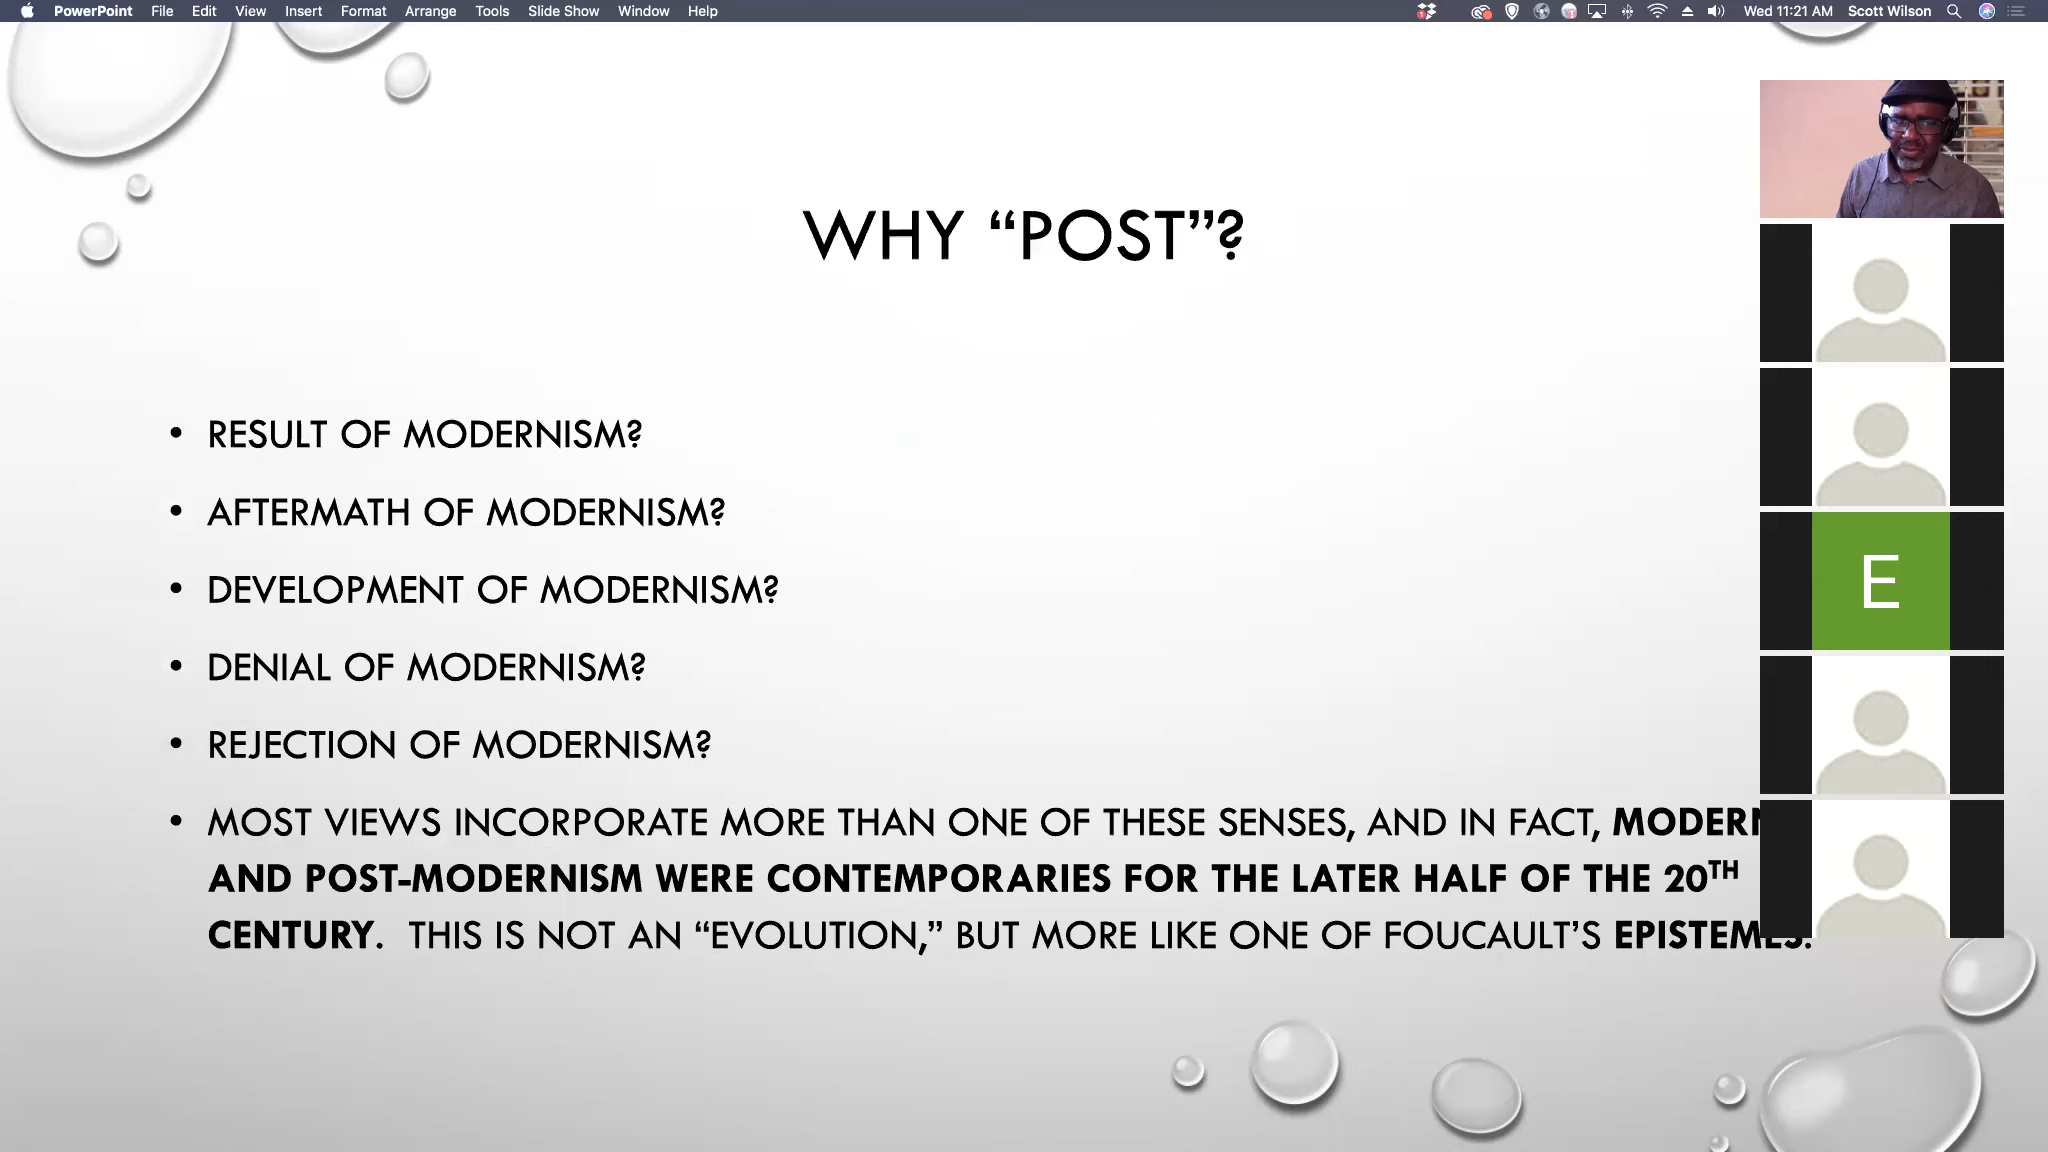 PowerPoint File Edit View Insert Format Arrange Tools Slide Show Window Help Wed 11:21 AM Scott Wilson
WHY “POST”?
• RESULT OF MODERNISM?
• AFTERMATH OF MODERNISM?
• DEVELOPMENT OF MODERNISM?
• DENIAL OF MODERNISM?
• REJECTION OF MODERNISM?
• MOST VIEWS INCORPORATE MORE THAN ONE OF THESE SENSES, AND IN FACT,
AND POST-MODERNISM WERE CONTEMPORARIES FOR THE LATER HALF OF THE 20TH
CENTURY. THIS IS NOT AN “EVOLUTION,” BUT MORE LIKE ONE OF FOUCAULT’S EPISTEMES.
E